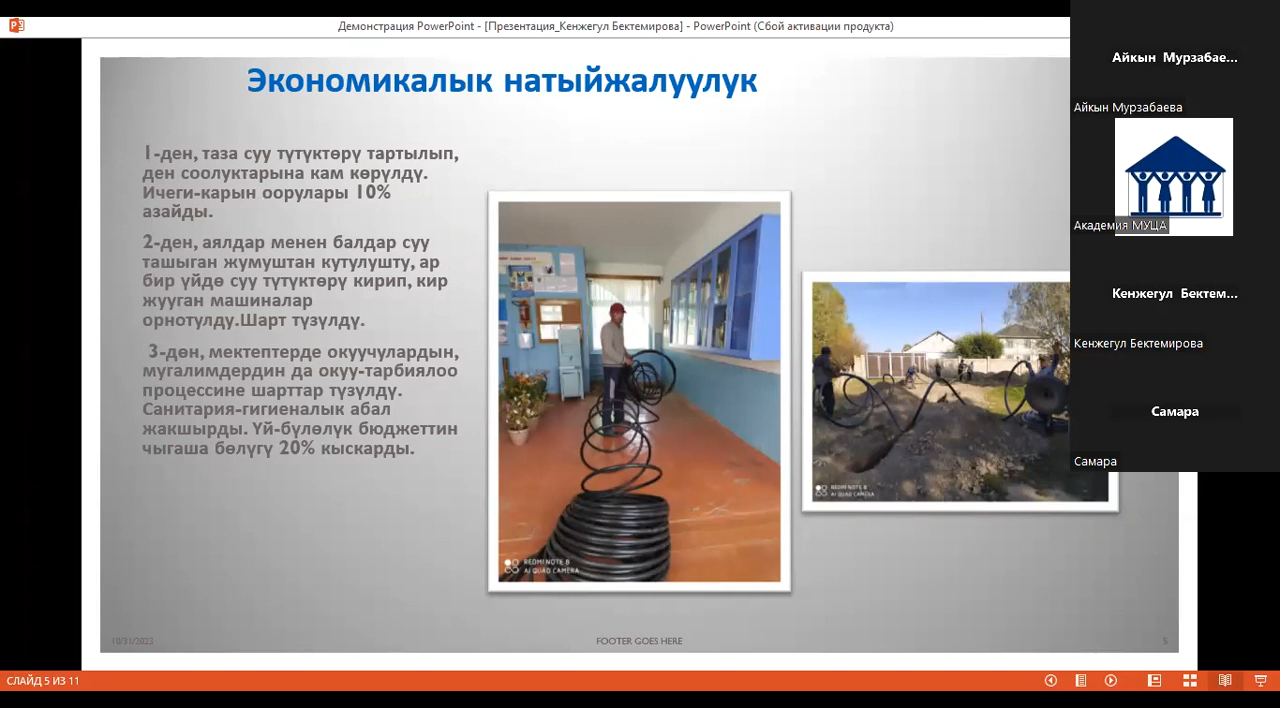 Демонстрация PowerPoint - [Презентация_Кенжегул Бектемирова] - PowerPoint (Сбой активации продукта)
Экономикалык натыйжалуулук
1-ден, таза суу түтүктөрү тартылып,
ден соолуктарына кам көрүлдү.
Ичеги-карын оорулары 10%
азайды.
2-ден, аялдар менен балдар суу
ташыган жумуштан кутулушту, ар
бир үйдө суу түтүктөрү кирип, кир
жууган машиналар
орнотулду.Шарт түзүлдү.
3-дөн, мектептерде окуучулардын,
мугалимдердин да окуу-тарбиялоо
процессине шарттар түзүлдү.
Санитария-гигиеналык абал
жакшырды. Үй-бүлөлүк бюджеттин
чыгаша бөлүгү 20% кыскарды.
REDMI NOTE 8
AI QUAD CAMERA
REDMI NOTE 8
AI QUAD CAMERA
10/31/2023
FOOTER GOES HERE
5
СЛАЙД 5 ИЗ 11
Айкын Мурзабае...
Айкын Мурзабаева
Академия МУЦА
Кенжегул Бектем...
Кенжегул Бектемирова
Самара
Самара